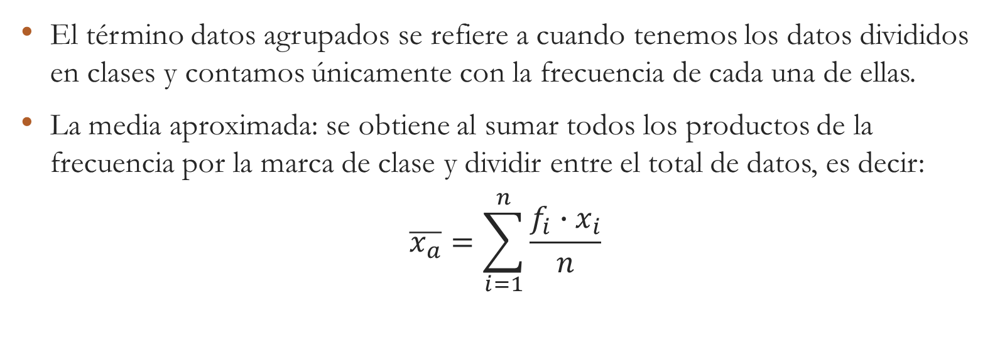 • El término datos agrupados se refiere a cuando tenemos los datos divididos
en clases y contamos únicamente con la frecuencia de cada una de ellas.
• La media aproximada: se obtiene al sumar todos los productos de la
frecuencia por la marca de clase y dividir entre el total de datos, es decir:
$\overline{x_a} = \sum_{i=1}^{n} \frac{f_i \cdot x_i}{n}$